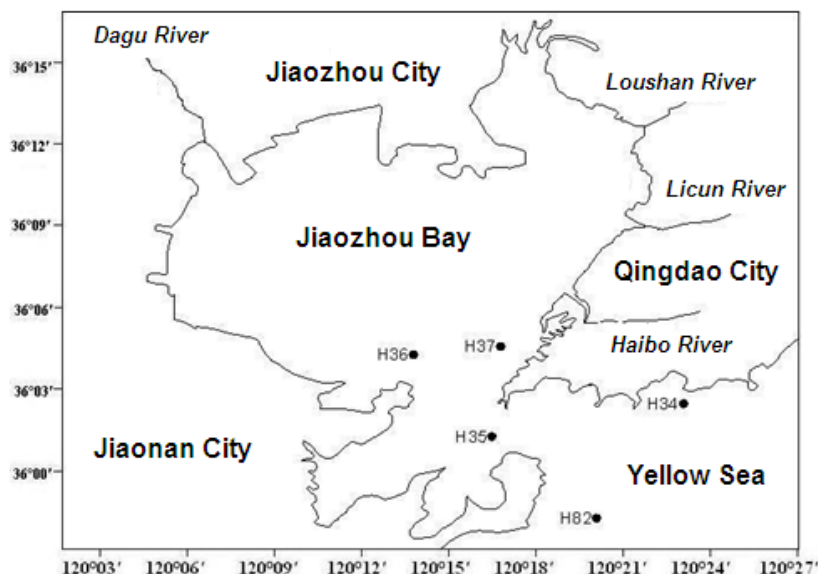 Dagu River
36°15′
Jiaozhou City
Loushan River
36°12′
Licun River
36°09′
Jiaozhou Bay
Qingdao City
36°06′
H37
Haibo River
H36
36°03′
H34
H35
Jiaonan City
Yellow Sea
36°00′
H82
120°03′ 120°06′ 120°09′ 120°12′ 120°15′ 120°18′ 120°21′ 120°24′ 120°27′